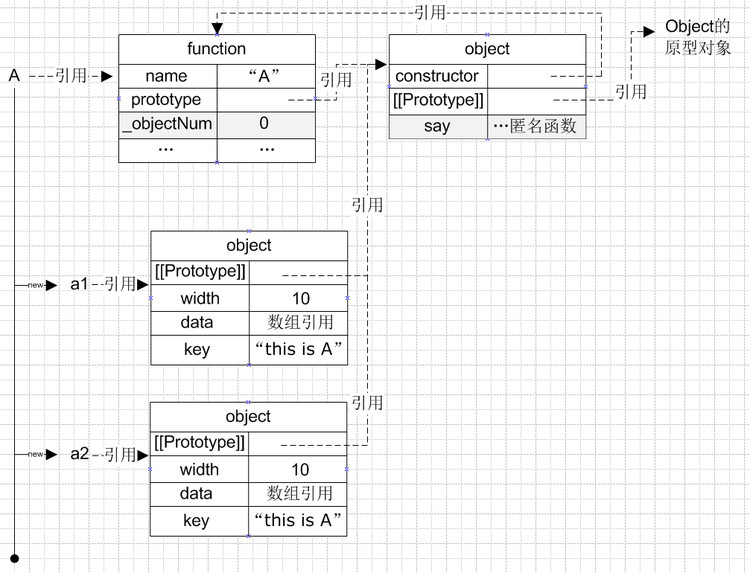 引用
Object的
原型对象
function
object
A
引用
name
“A”
引用
constructor
prototype
[[Prototype]]
引用
_objectNum
0
say
…匿名函数
…
…
引用
object
[[Prototype]]
new
a1
引用
width
10
data
数组引用
key
“this is A”
引用
object
[[Prototype]]
new
a2
引用
width
10
data
数组引用
key
“this is A”